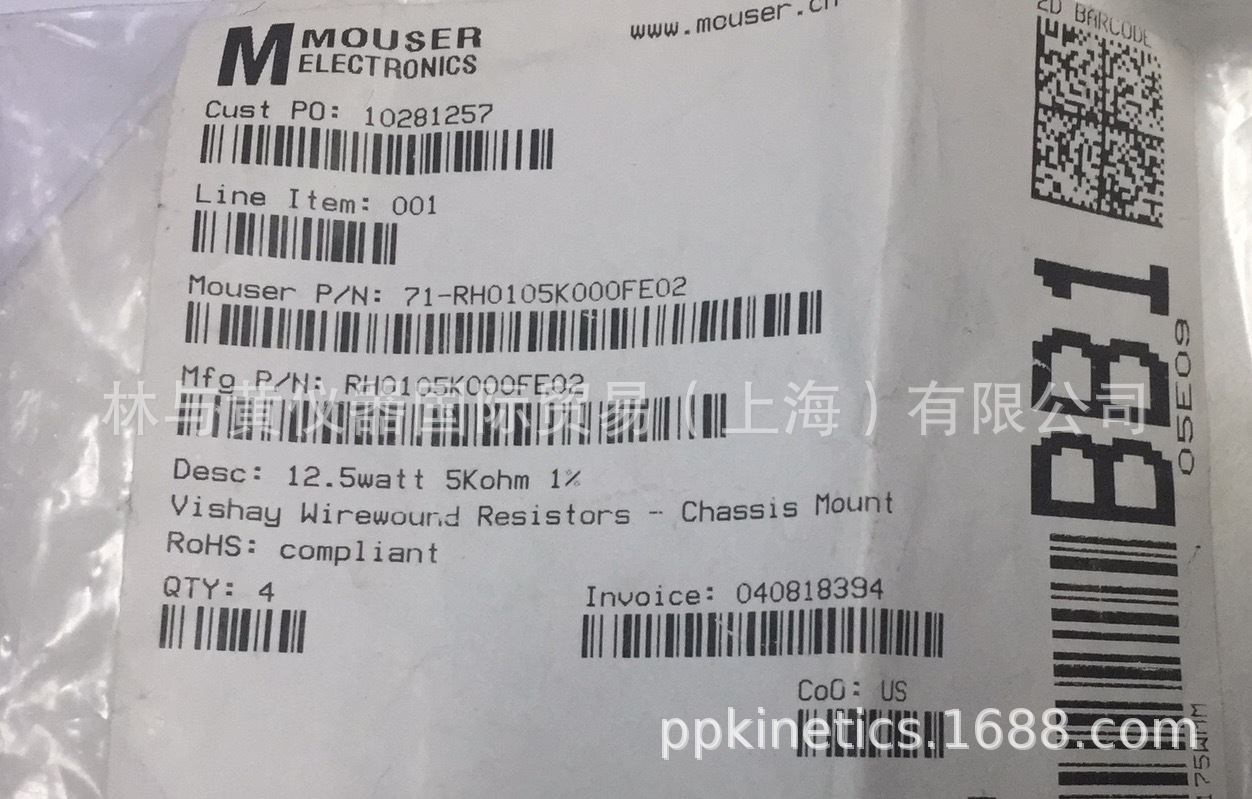 MOUSER
ELECTRONICS
www.mouser.cn
2D BARCODE
Cust PO: 10281257
Line Item: 001
Mouser P/N: 71-RH0105K000FE02
Mfg P/N: RH0105K000FE02
林与黄仪器国际贸易（上海）有限公司
Desc: 12.5watt 5Kohm 1%
Vishay Wirewound Resistors - Chassis Mount
RoHS: compliant
QTY: 4
Invoice: 040818394
CoO: US
ppkinetics.1688.com
BB1
05E09